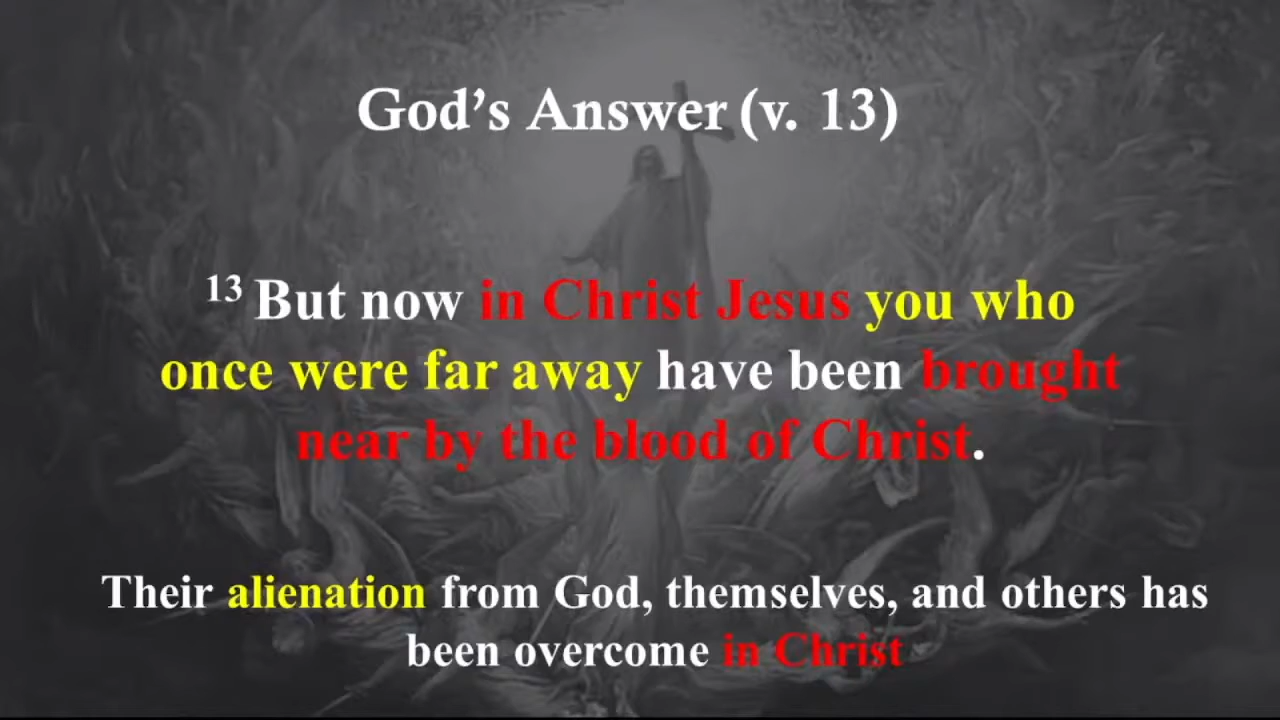 God’s Answer (v. 13)
13 But now in Christ Jesus you who
once were far away have been brought
near by the blood of Christ.
Their alienation from God, themselves, and others has
been overcome in Christ